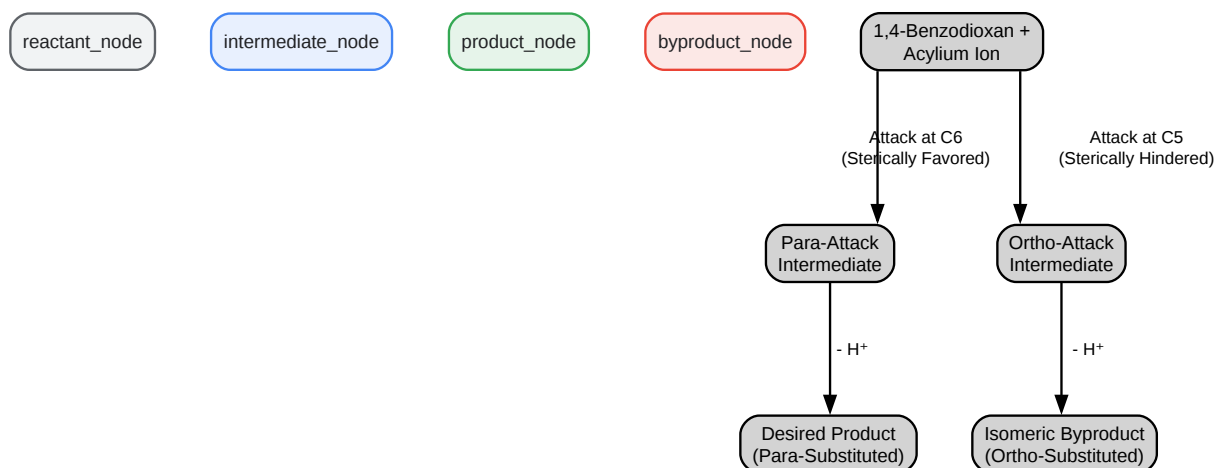 reactant_node
intermediate_node
product_node
byproduct_node
1,4-Benzodioxan +
Acylium Ion
Attack at C6
(Sterically Favored)
Attack at C5
(Sterically Hindered)
Para-Attack
Intermediate
Ortho-Attack
Intermediate
- H⁺
- H⁺
Desired Product
(Para-Substituted)
Isomeric Byproduct
(Ortho-Substituted)